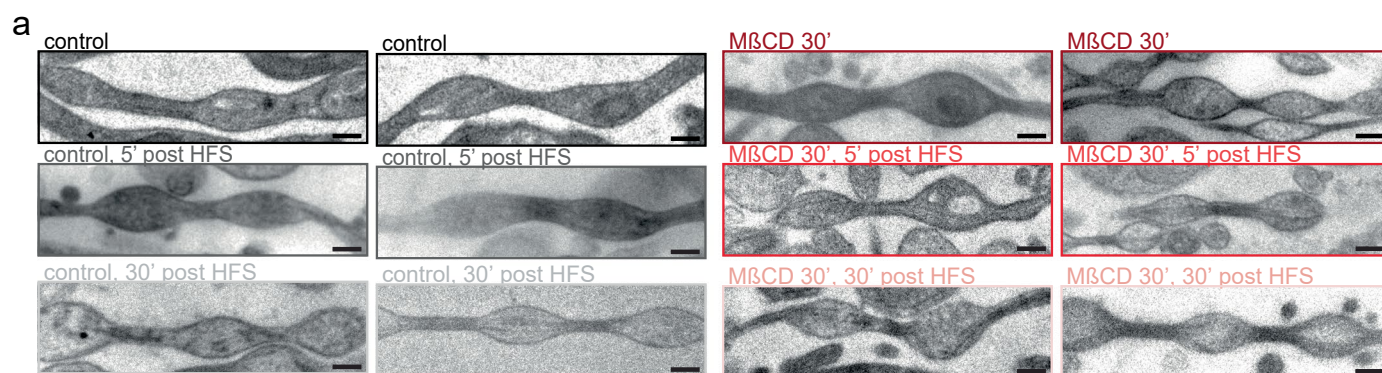 a
control
control
MßCD 30’
MßCD 30’
control, 5’ post HFS
control, 5’ post HFS
MßCD 30’, 5’ post HFS
MßCD 30’, 5’ post HFS
control, 30’ post HFS
control, 30’ post HFS
MßCD 30’, 30’ post HFS
MßCD 30’, 30’ post HFS